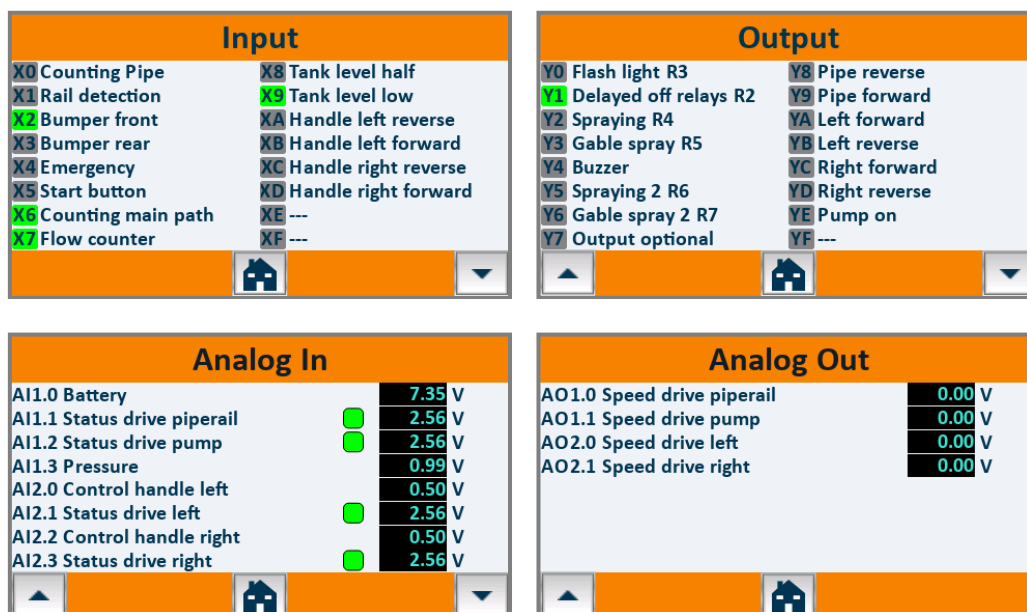 Input
X0 Counting Pipe
X1 Rail detection
X2 Bumper front
X3 Bumper rear
X4 Emergency
X5 Start button
X6 Counting main path
X7 Flow counter
X8 Tank level half
X9 Tank level low
XA Handle left reverse
XB Handle left forward
XC Handle right reverse
XD Handle right forward
XE ---
XF ---
Output
Y0 Flash light R3
Y1 Delayed off relays R2
Y2 Spraying R4
Y3 Gable spray R5
Y4 Buzzer
Y5 Spraying 2 R6
Y6 Gable spray 2 R7
Y7 Output optional
Y8 Pipe reverse
Y9 Pipe forward
YA Left forward
YB Left reverse
YC Right forward
YD Right reverse
YE Pump on
YF ---
Analog In
AI1.0 Battery 7.35 V
AI1.1 Status drive piperail 2.56 V
AI1.2 Status drive pump 2.56 V
AI1.3 Pressure 0.99 V
AI2.0 Control handle left 0.50 V
AI2.1 Status drive left 2.56 V
AI2.2 Control handle right 0.50 V
AI2.3 Status drive right 2.56 V
Analog Out
AO1.0 Speed drive piperail 0.00 V
AO1.1 Speed drive pump 0.00 V
AO2.0 Speed drive left 0.00 V
AO2.1 Speed drive right 0.00 V